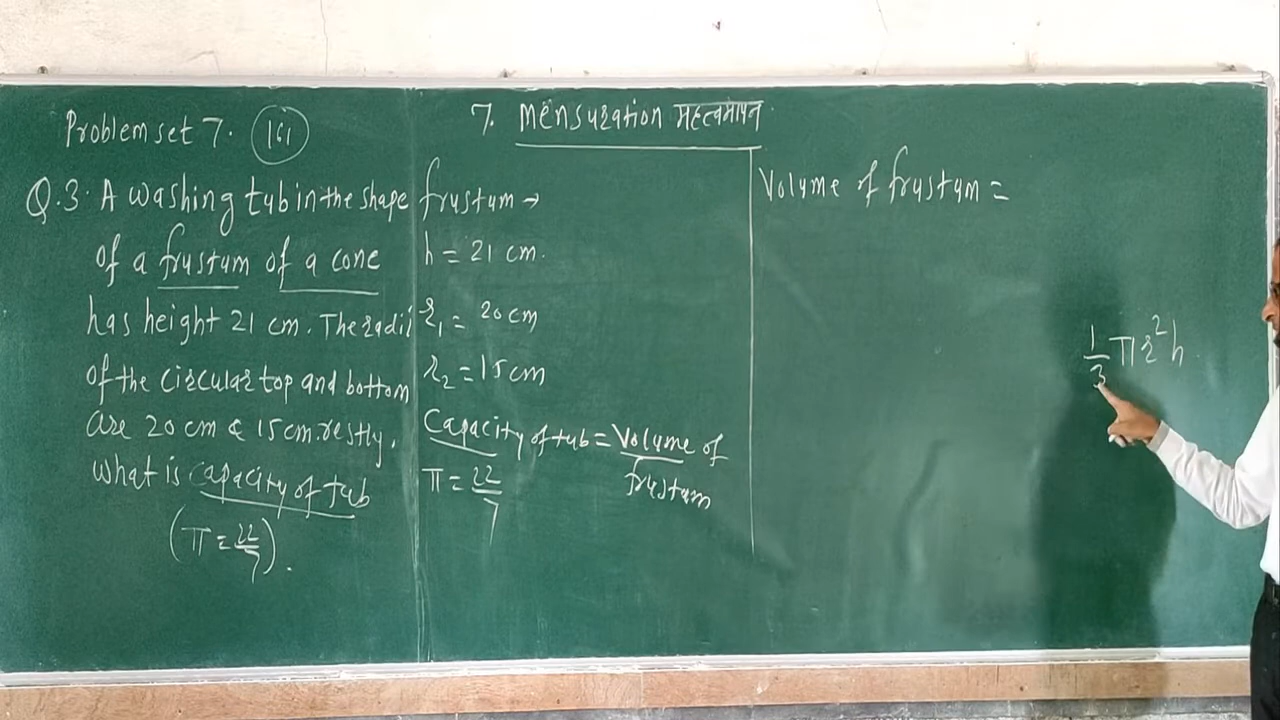 7. Mensuration महत्वमापन
Problem set 7. 161
Q.3. A washing tub in the shape
of a frustum of a cone
has height 21 cm. The radii
of the circular top and bottom
are 20 cm & 15 cm. restly.
What is capacity of tub
(π = 22/7).
frustum →
h = 21 cm.
r₁ = 20 cm
r₂ = 15 cm
Capacity of tub = Volume of
frustum
π = 22/7
Volume of frustum =
1/3 πr²h